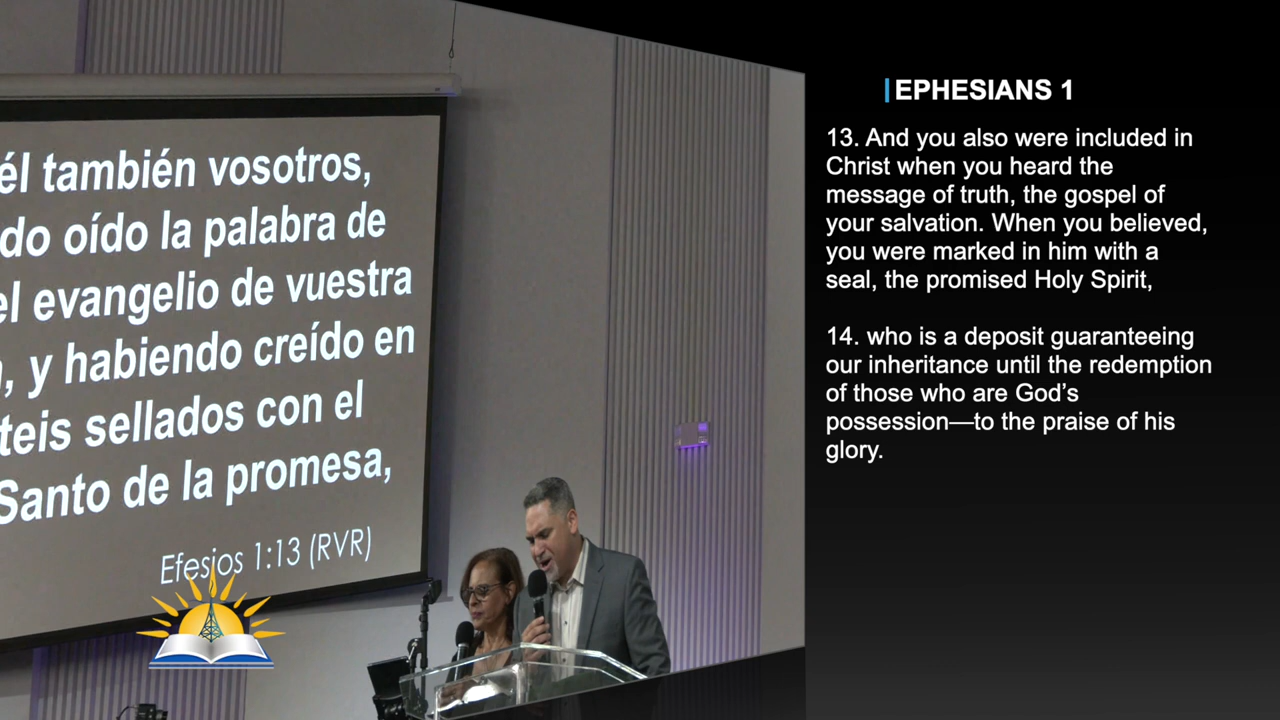 él también vosotros,
do oído la palabra de
el evangelio de vuestra
, y habiendo creído en
teis sellados con el
Santo de la promesa,
Efesios 1:13 (RVR)
EPHESIANS 1
13. And you also were included in
Christ when you heard the
message of truth, the gospel of
your salvation. When you believed,
you were marked in him with a
seal, the promised Holy Spirit,
14. who is a deposit guaranteeing
our inheritance until the redemption
of those who are God’s
possession—to the praise of his
glory.